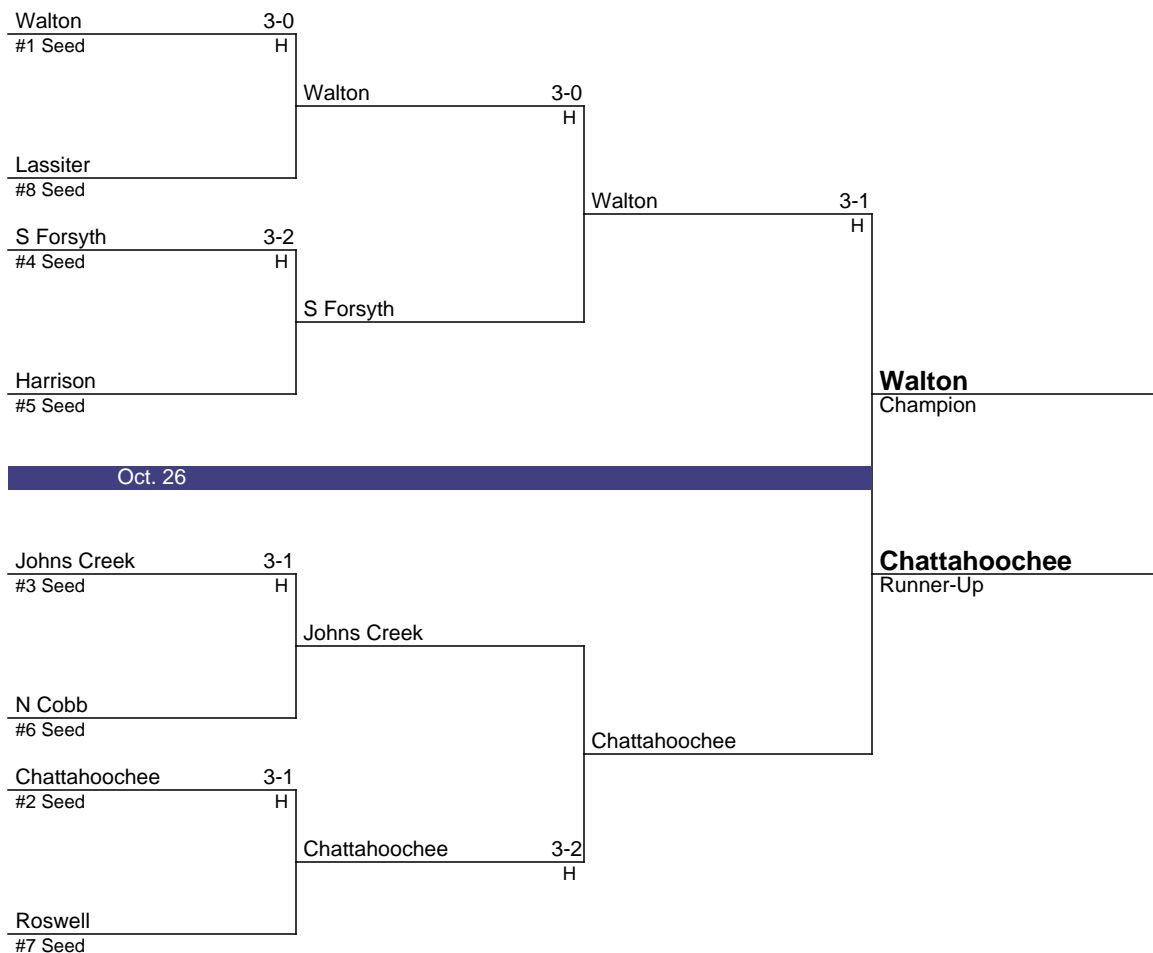 Walton 3-0
#1 Seed H
Walton 3-0
H
Lassiter
#8 Seed
Walton 3-1
H
S Forsyth 3-2
#4 Seed H
S Forsyth
Harrison
#5 Seed
Walton
Champion
Oct. 26
Johns Creek 3-1
#3 Seed H
Chattahoochee
Runner-Up
Johns Creek
N Cobb
#6 Seed
Chattahoochee
Chattahoochee 3-1
#2 Seed H
Chattahoochee 3-2
H
Roswell
#7 Seed